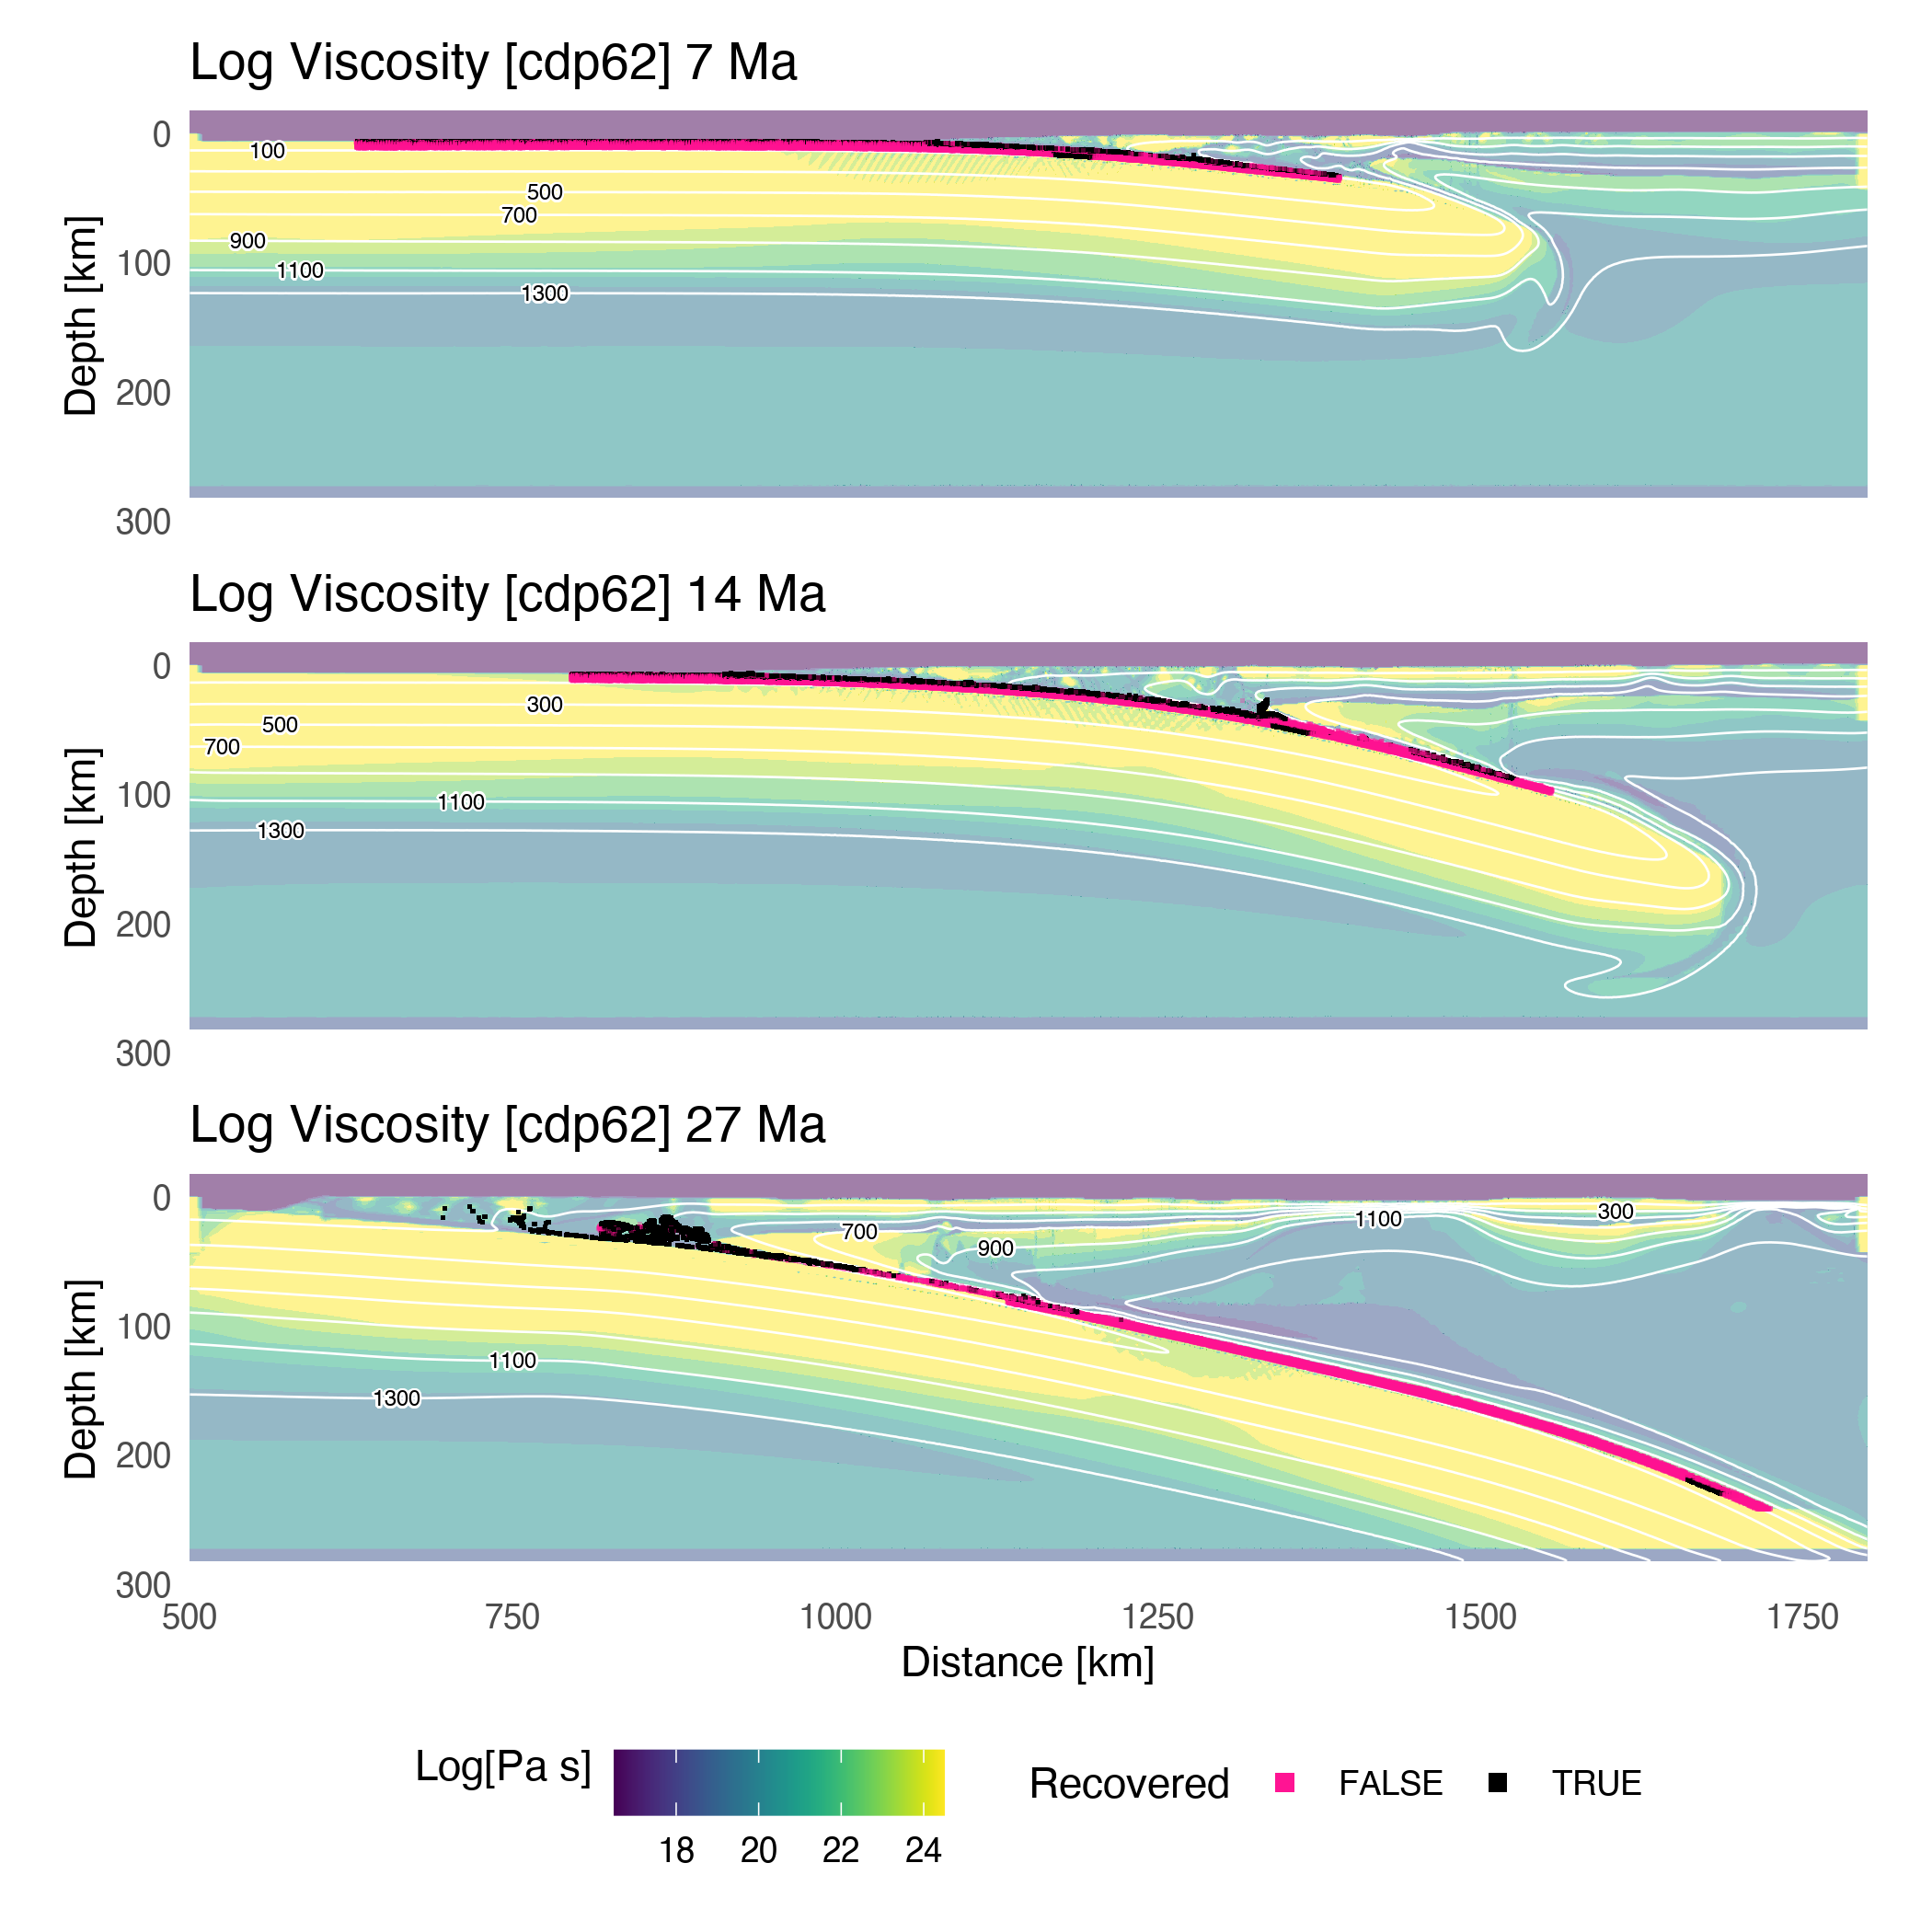 Log Viscosity [cdp62] 7 Ma
0
100
200
300
Depth [km]
100
500
700
900
1100
1300
Log Viscosity [cdp62] 14 Ma
0
100
200
300
Depth [km]
300
500
700
1100
1300
Log Viscosity [cdp62] 27 Ma
0
100
200
300
Depth [km]
300
1100
700
900
1100
1300
500 750 1000 1250 1500 1750
Distance [km]
Log[Pa s]
18 20 22 24
Recovered FALSE TRUE